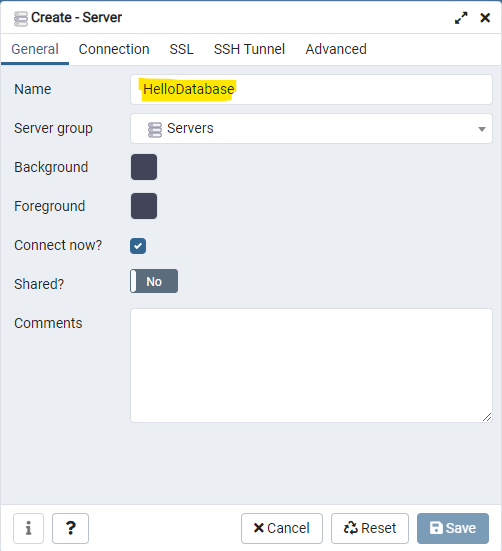 Create - Server
General Connection SSL SSH Tunnel Advanced
Name HelloDatabase
Server group Servers
Background
Foreground
Connect now?
Shared? No
Comments
i ? Cancel Reset Save